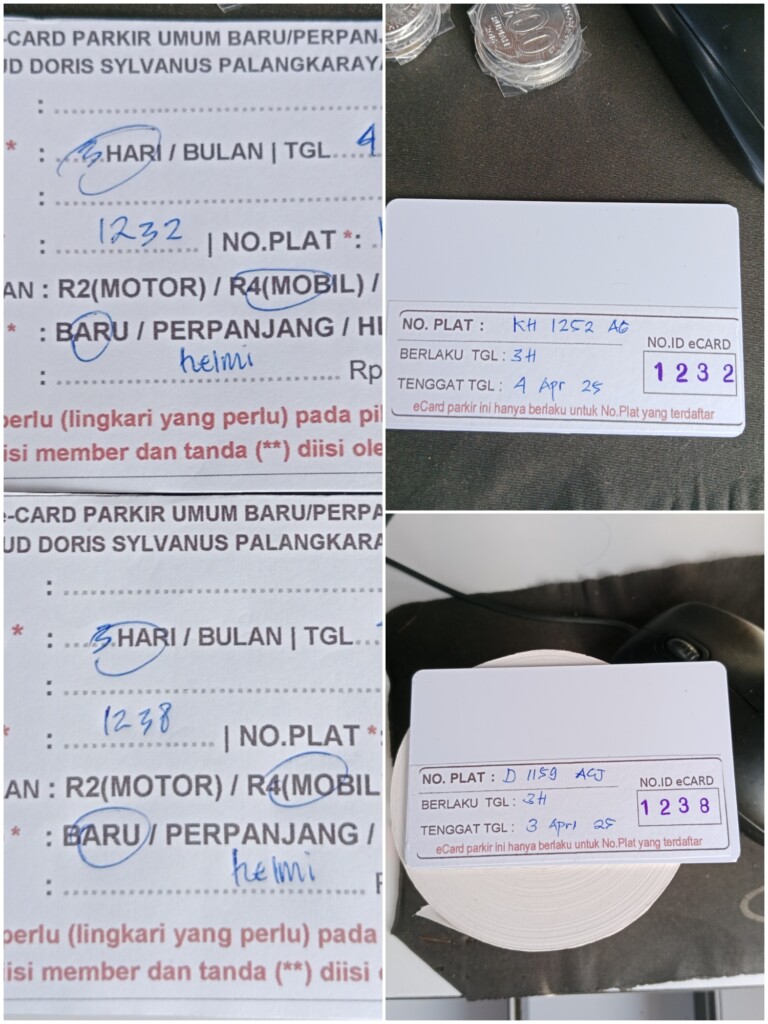 -CARD PARKIR UMUM BARU/PERPAN
UD DORIS SYLVANUS PALANGKARAYA
:
* : 3 HARI / BULAN | TGL 4
:
: 1232 | NO.PLAT *:
AN : R2(MOTOR) / R4(MOBIL) /
* : BARU / PERPANJANG / HI
: helmi Rp
perlu (lingkari yang perlu) pada pil
isi member dan tanda (**) diisi ole
NO. PLAT : KH 1252 AG
BERLAKU TGL : 3H
TENGGAT TGL : 4 Apr 25
NO.ID eCARD
1232
eCard parkir ini hanya berlaku untuk No.Plat yang terdaftar
e-CARD PARKIR UMUM BARU/PERPA
UD DORIS SYLVANUS PALANGKARA
:
* : 3 HARI / BULAN | TGL
:
: 1238 | NO.PLAT *
AN : R2(MOTOR) / R4(MOBIL
* : BARU / PERPANJANG /
: helmi
perlu (lingkari yang perlu) pada
isi member dan tanda (**) diisi
NO. PLAT : D 1159 ACJ
BERLAKU TGL : 3H
TENGGAT TGL : 3 Apri 25
NO.ID eCARD
1238
eCard parkir ini hanya berlaku untuk No.Plat yang terdaftar